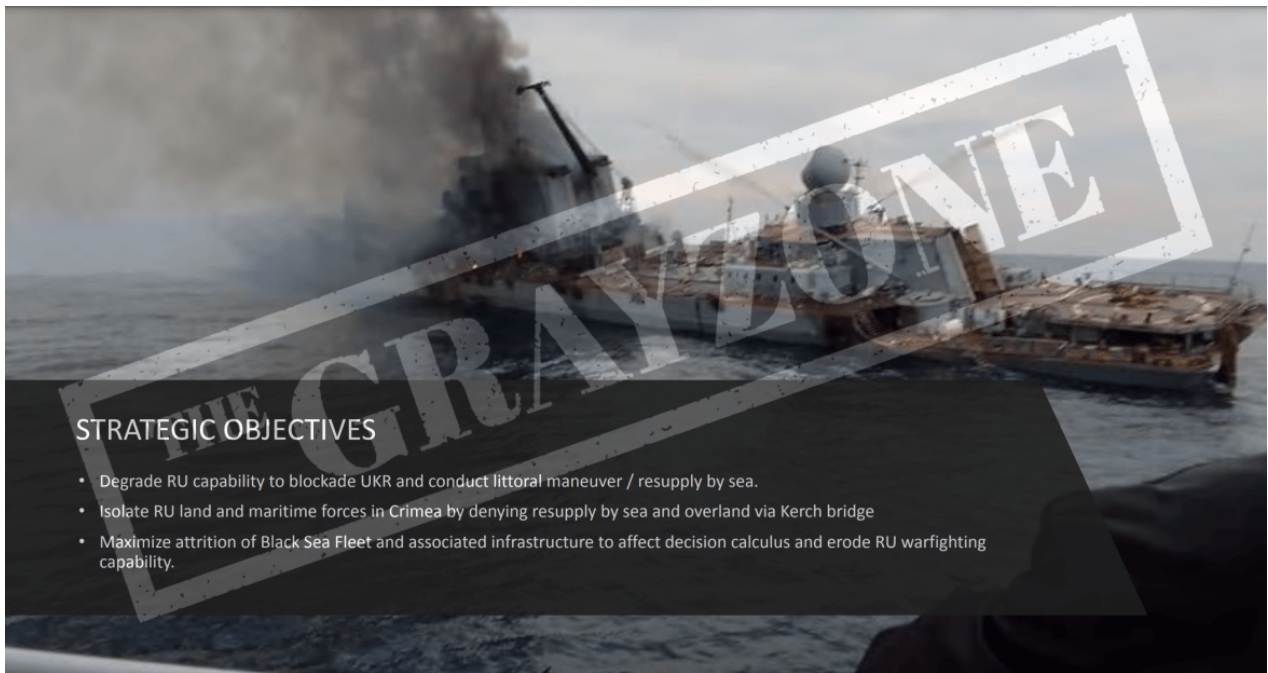 THE GRAYZONE
STRATEGIC OBJECTIVES
• Degrade RU capability to blockade UKR and conduct littoral maneuver / resupply by sea.
• Isolate RU land and maritime forces in Crimea by denying resupply by sea and overland via Kerch bridge
• Maximize attrition of Black Sea Fleet and associated infrastructure to affect decision calculus and erode RU warfighting
capability.